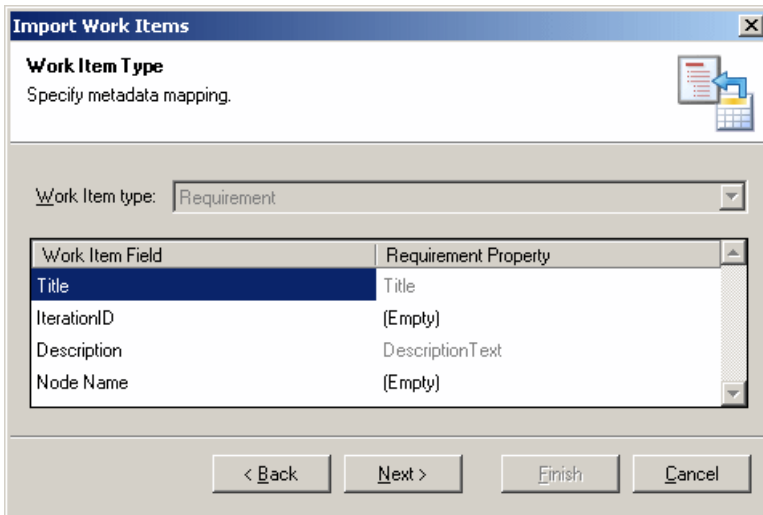 Import Work Items
Work Item Type
Specify metadata mapping.
Work Item type: Requirement
Work Item Field Requirement Property
Title Title
IterationID (Empty)
Description DescriptionText
Node Name (Empty)
< Back Next > Finish Cancel